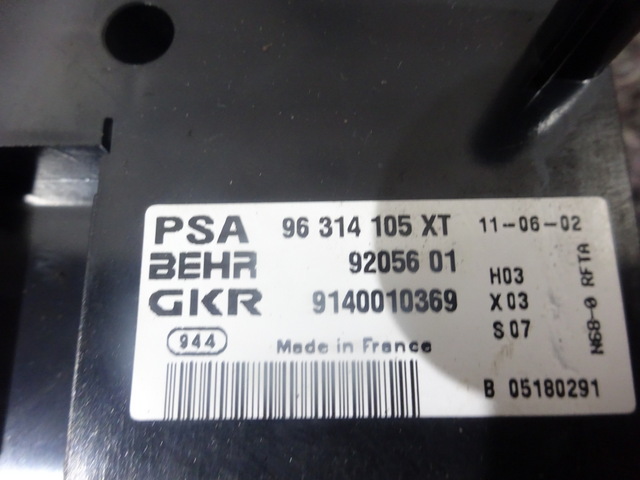 PSA 96 314 105 XT 11-06-02
BEHR 92056 01
GKR 9140010369
H03
X 03
S 07
N68-0 RFTA
944 Made in France
B 05180291